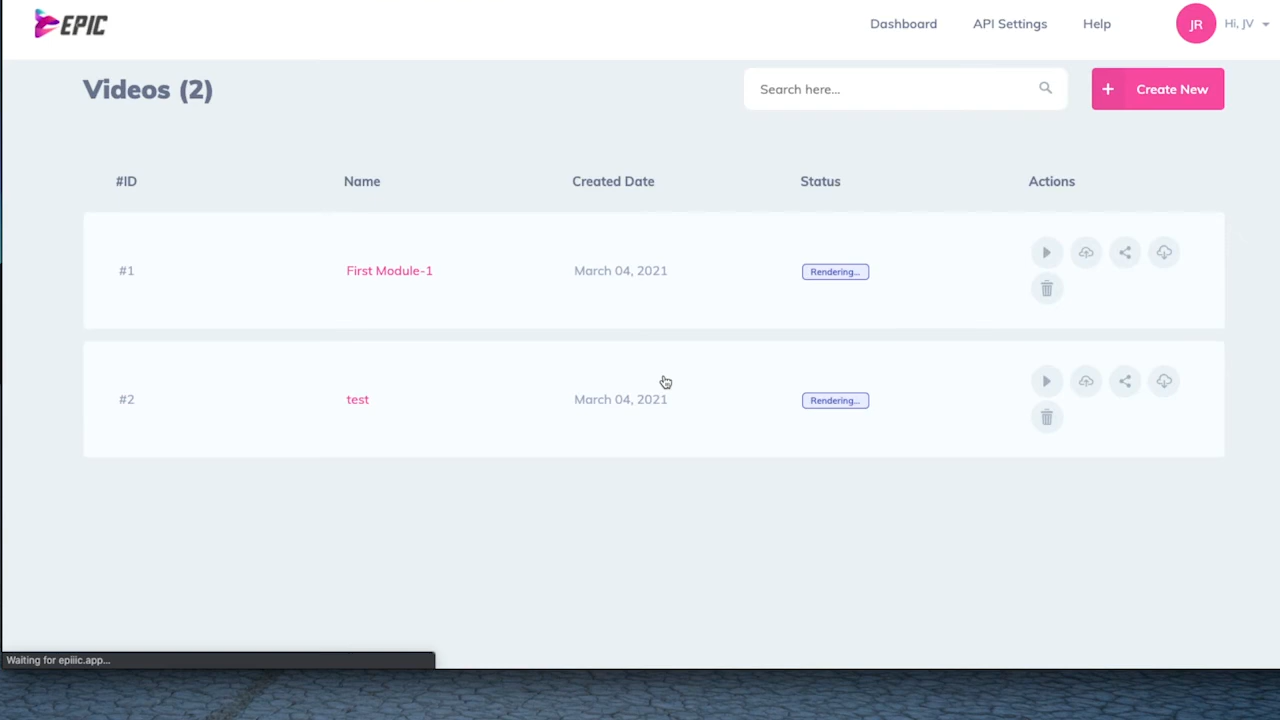 EPIC
Dashboard
API Settings
Help
JR
Hi, JV
Videos (2)
Search here...
+ Create New
#ID
Name
Created Date
Status
Actions
#1
First Module-1
March 04, 2021
Rendering...
#2
test
March 04, 2021
Rendering...
Waiting for epiiic.app...